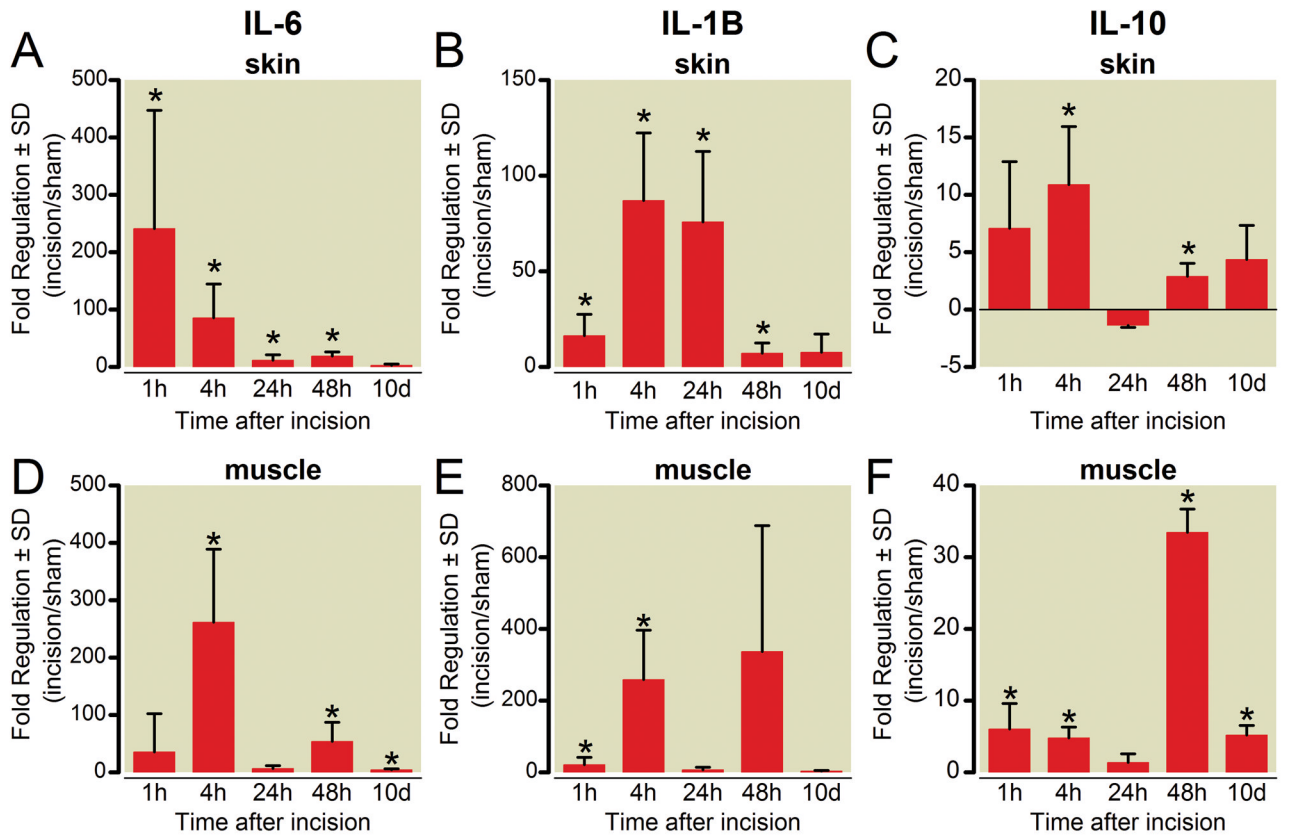 IL-6
IL-1B
IL-10
A
skin
B
skin
C
skin
Fold Regulation ± SD
(incision/sham)
500
400
300
200
100
0
*
*
*
*
1h 4h 24h 48h 10d
Time after incision
Fold Regulation ± SD
(incision/sham)
150
100
50
0
*
*
*
*
1h 4h 24h 48h 10d
Time after incision
Fold Regulation ± SD
(incision/sham)
20
15
10
5
0
−5
*
*
1h 4h 24h 48h 10d
Time after incision
D
muscle
E
muscle
F
muscle
Fold Regulation ± SD
(incision/sham)
500
400
300
200
100
0
*
*
*
1h 4h 24h 48h 10d
Time after incision
Fold Regulation ± SD
(incision/sham)
800
600
400
200
0
*
*
1h 4h 24h 48h 10d
Time after incision
Fold Regulation ± SD
(incision/sham)
40
30
20
10
0
*
*
*
*
1h 4h 24h 48h 10d
Time after incision